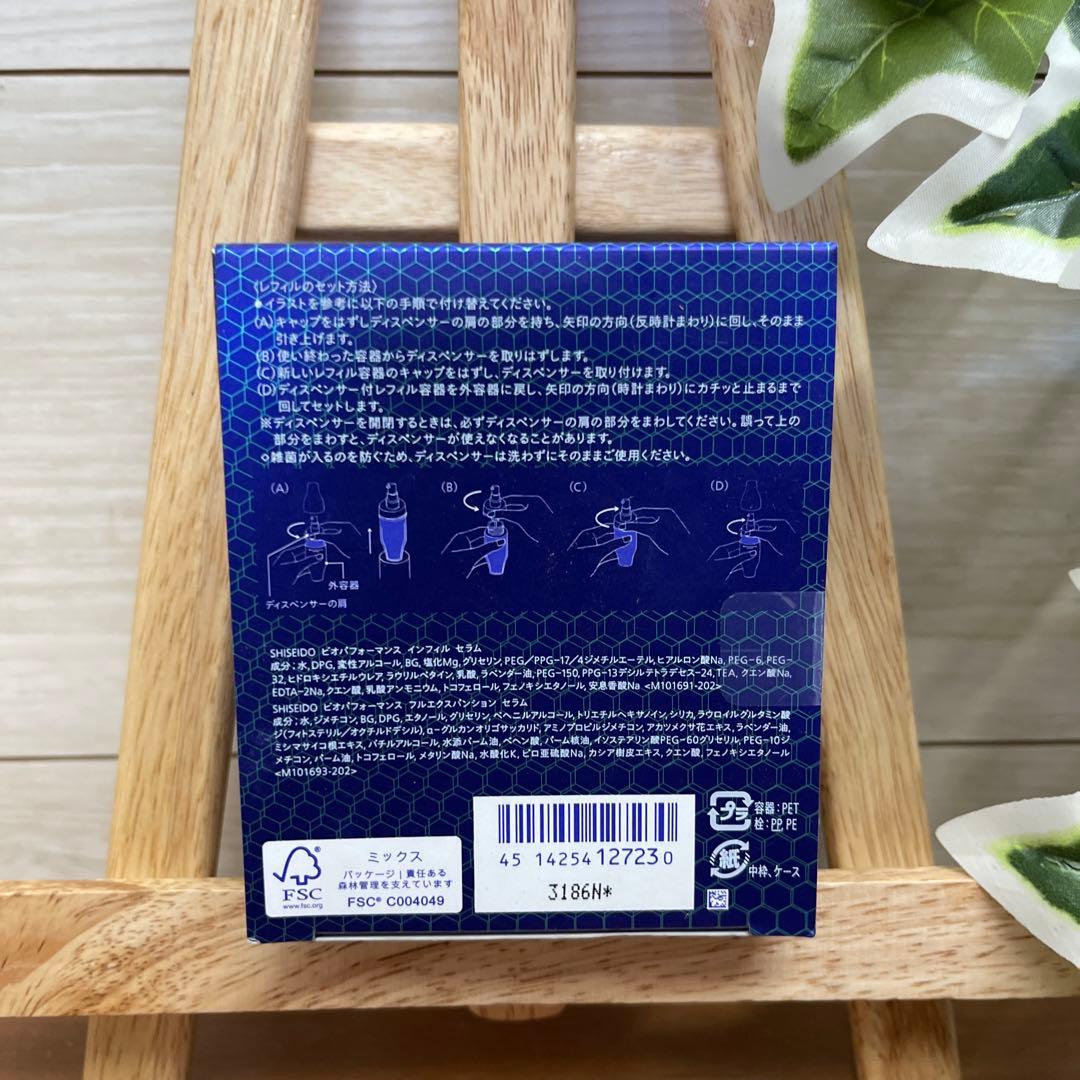 〈レフィルのセット方法〉
●イラストを参考に以下の手順で付け替えてください。
(A)キャップをはずしディスペンサーの肩の部分を持ち、矢印の方向(反時計まわり)に回し、そのまま
引き上げます。
(B)使い終わった容器からディスペンサーを取りはずします。
(C)新しいレフィル容器のキャップをはずし、ディスペンサーを取り付けます。
(D)ディスペンサー付レフィル容器を外容器に戻し、矢印の方向(時計まわり)にカチッと止まるまで
回してセットします。
※ディスペンサーを開閉するときは、必ずディスペンサーの肩の部分をまわしてください。誤って上の
部分をまわすと、ディスペンサーが使えなくなることがあります。
◇雑菌が入るのを防ぐため、ディスペンサーは洗わずにそのままご使用ください。
(A) (B) (C) (D)
外容器
ディスペンサーの肩
SHISEIDO ビオパフォーマンス インフィル セラム
成分:水,DPG,変性アルコール,BG,塩化Mg,グリセリン,PEG/PPG-17/4ジメチルエーテル,ヒアルロン酸Na,PEG-6,PEG-
32,ヒドロキシエチルウレア,ラウリルベタイン,乳酸,ラベンダー油,PEG-150,PPG-13デシルテトラデセス-24,TEA,クエン酸Na,
EDTA-2Na,クエン酸,乳酸アンモニウム,トコフェロール,フェノキシエタノール,安息香酸Na <M101691-202>
SHISEIDO ビオパフォーマンス フルエクスパンション セラム
成分:水,ジメチコン,BG,DPG,エタノール,グリセリン,ベヘニルアルコール,トリエチルヘキサノイン,シリカ,ラウロイルグルタミン酸
ジ(フィトステリル/オクチルドデシル),α-グルカンオリゴサッカリド,アミノプロピルジメチコン,アカツメクサ花エキス,ラベンダー油,
ミシマサイコ根エキス,バチルアルコール,水添パーム油,ベヘン酸,パーム核油,イソステアリン酸PEG-60グリセリル,PEG-10ジ
メチコン,パーム油,トコフェロール,メタリン酸Na,水酸化K,ピロ亜硫酸Na,カシア樹皮エキス,クエン酸,フェノキシエタノール
<M101693-202>
プラ
容器:PET
栓:PP,PE
紙
中枠、ケース
FSC
www.fsc.org
ミックス
パッケージ|責任ある
森林管理を支えています
FSC® C004049
45 14254 12723 0
3186N*